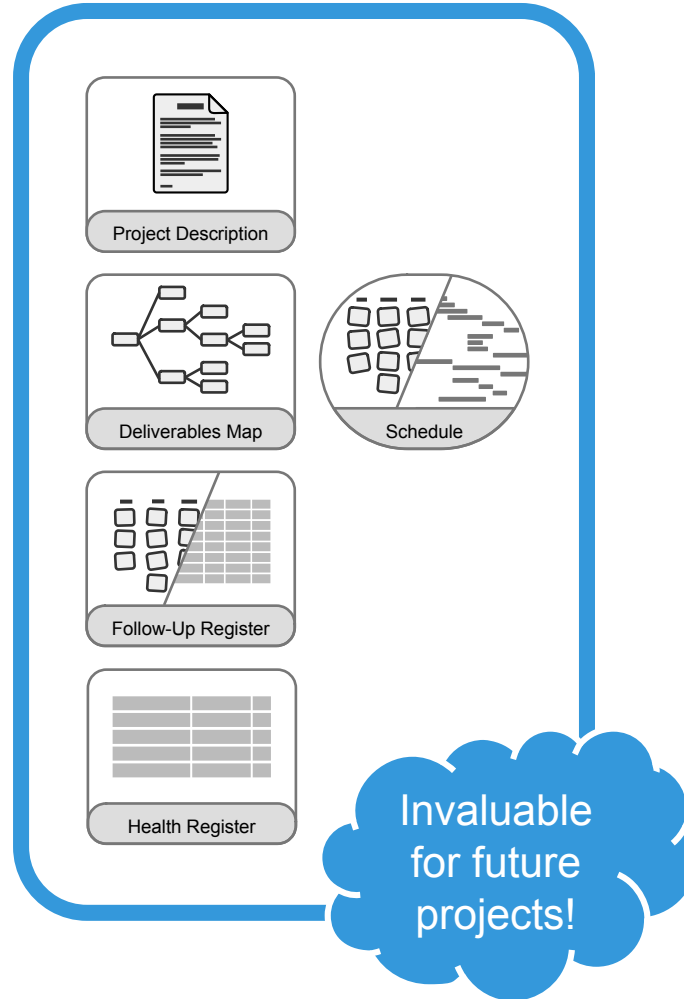 Project Description
Deliverables Map
Schedule
Follow-Up Register
Health Register
Invaluable
for future
projects!